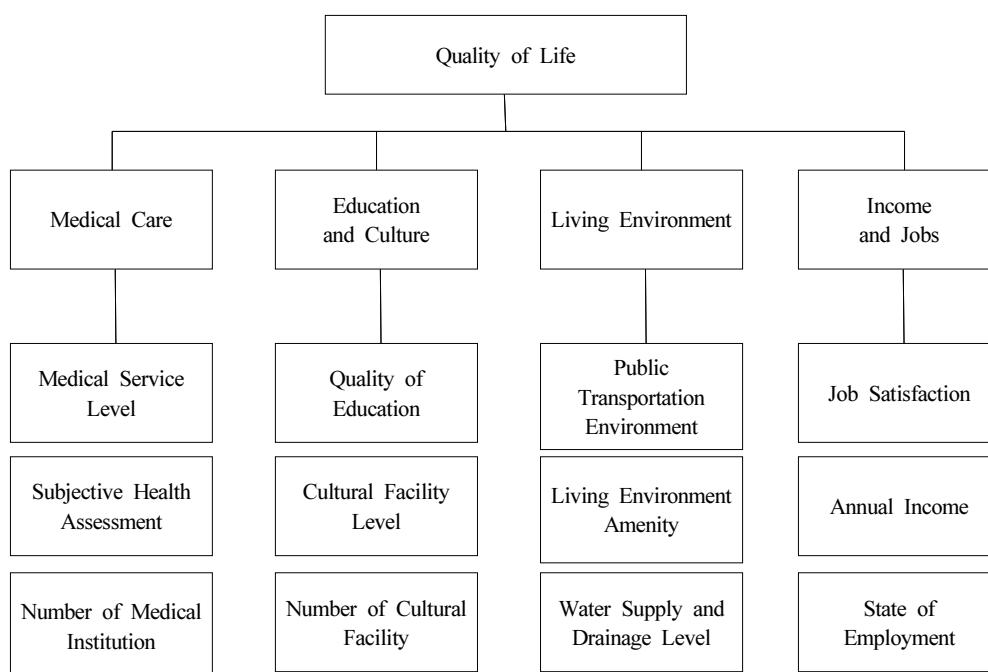 Quality of Life
Medical Care
Education
and Culture
Living Environment
Income
and Jobs
Medical Service
Level
Quality of
Education
Public
Transportation
Environment
Job Satisfaction
Subjective Health
Assessment
Cultural Facility
Level
Living Environment
Amenity
Annual Income
Number of Medical
Institution
Number of Cultural
Facility
Water Supply and
Drainage Level
State of
Employment